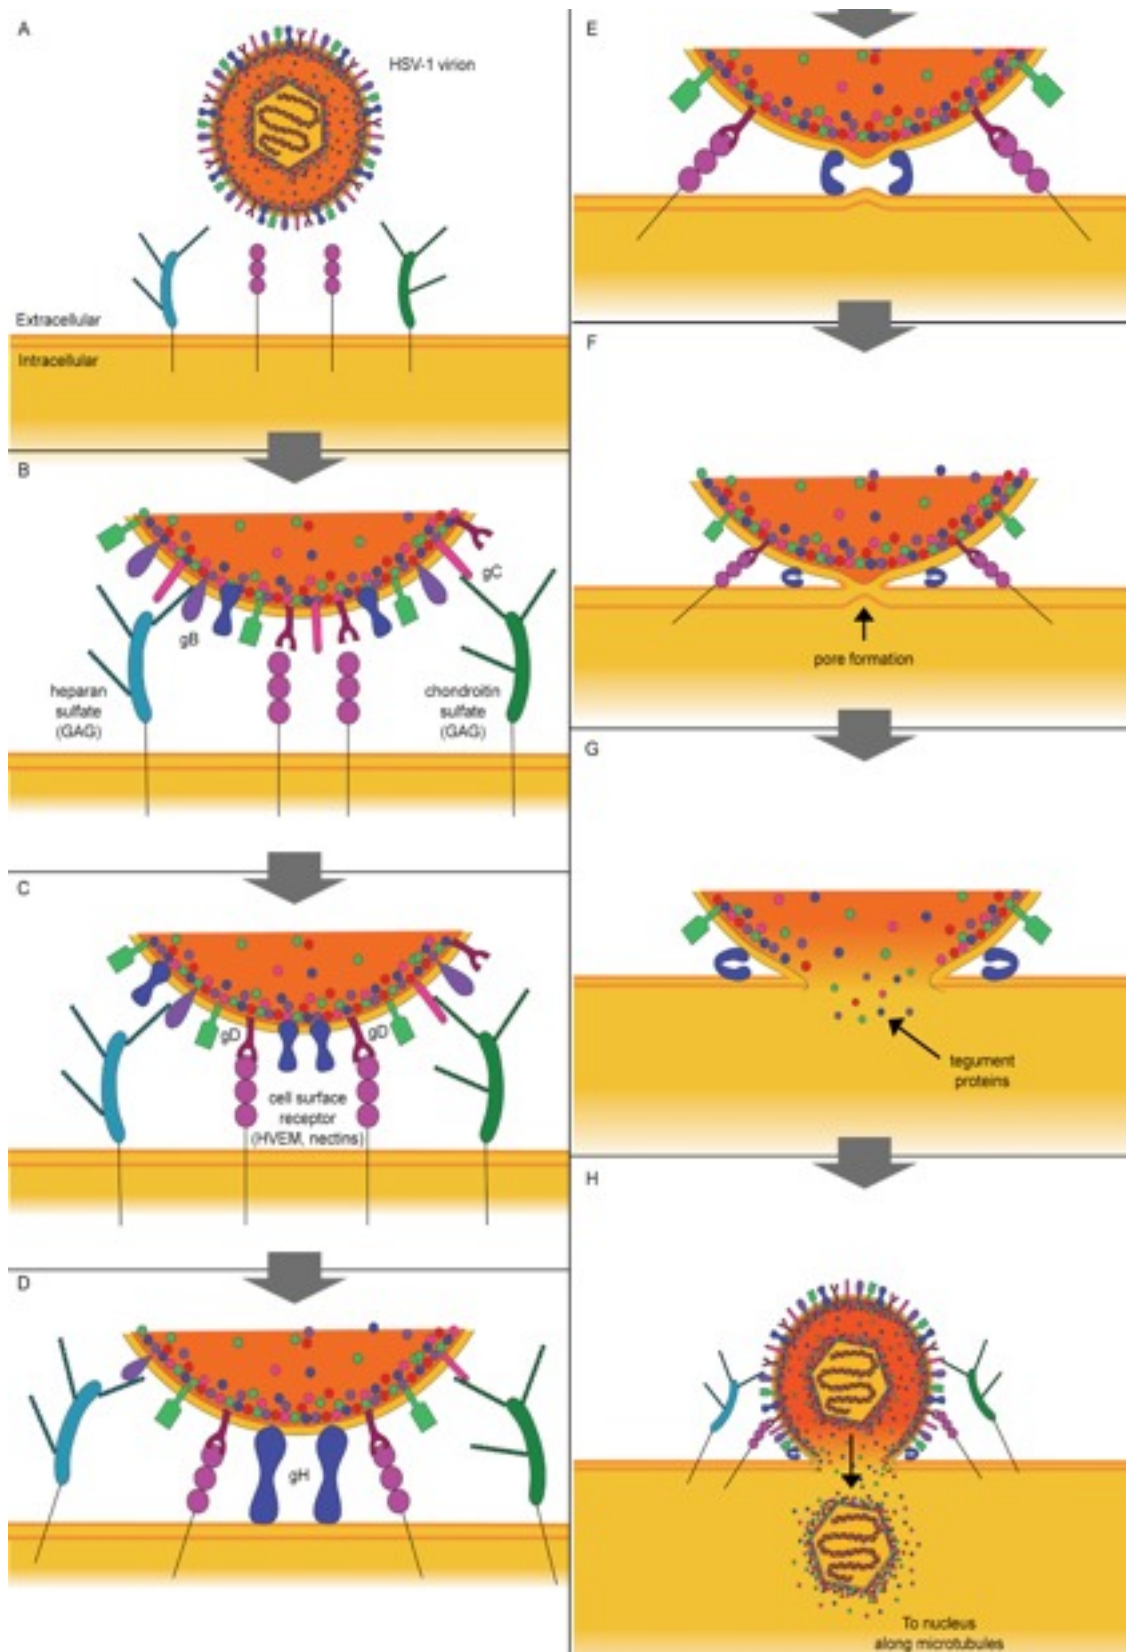 A
HSV-1 virion
Extracellular
Intracellular
B
gC
gB
heparan
sulfate
(GAG)
chondroitin
sulfate
(GAG)
C
gD
gD
cell surface
receptor
(HVEM, nectins)
D
gH
E
F
pore formation
G
tegument
proteins
H
To nucleus
along microtubules